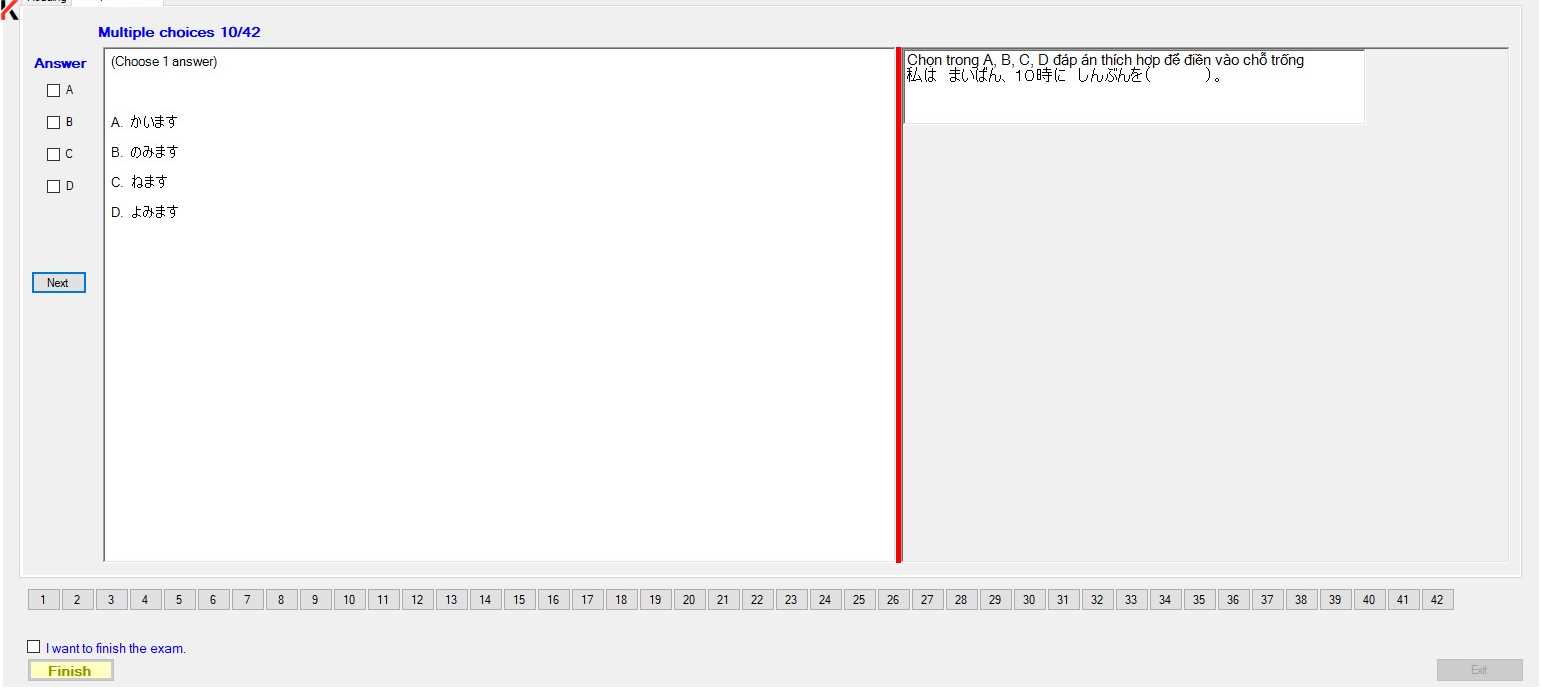 Multiple choices 10/42
Answer
(Choose 1 answer)
A
B
C
D
A. かいます
B. のみます
C. ねます
D. よみます
Next
Chọn trong A, B, C, D đáp án thích hợp để điền vào chỗ trống
私は　まいばん、１０時に　しんぶんを(　　　)。
1 2 3 4 5 6 7 8 9 10 11 12 13 14 15 16 17 18 19 20 21 22 23 24 25 26 27 28 29 30 31 32 33 34 35 36 37 38 39 40 41 42
I want to finish the exam.
Finish
Exit